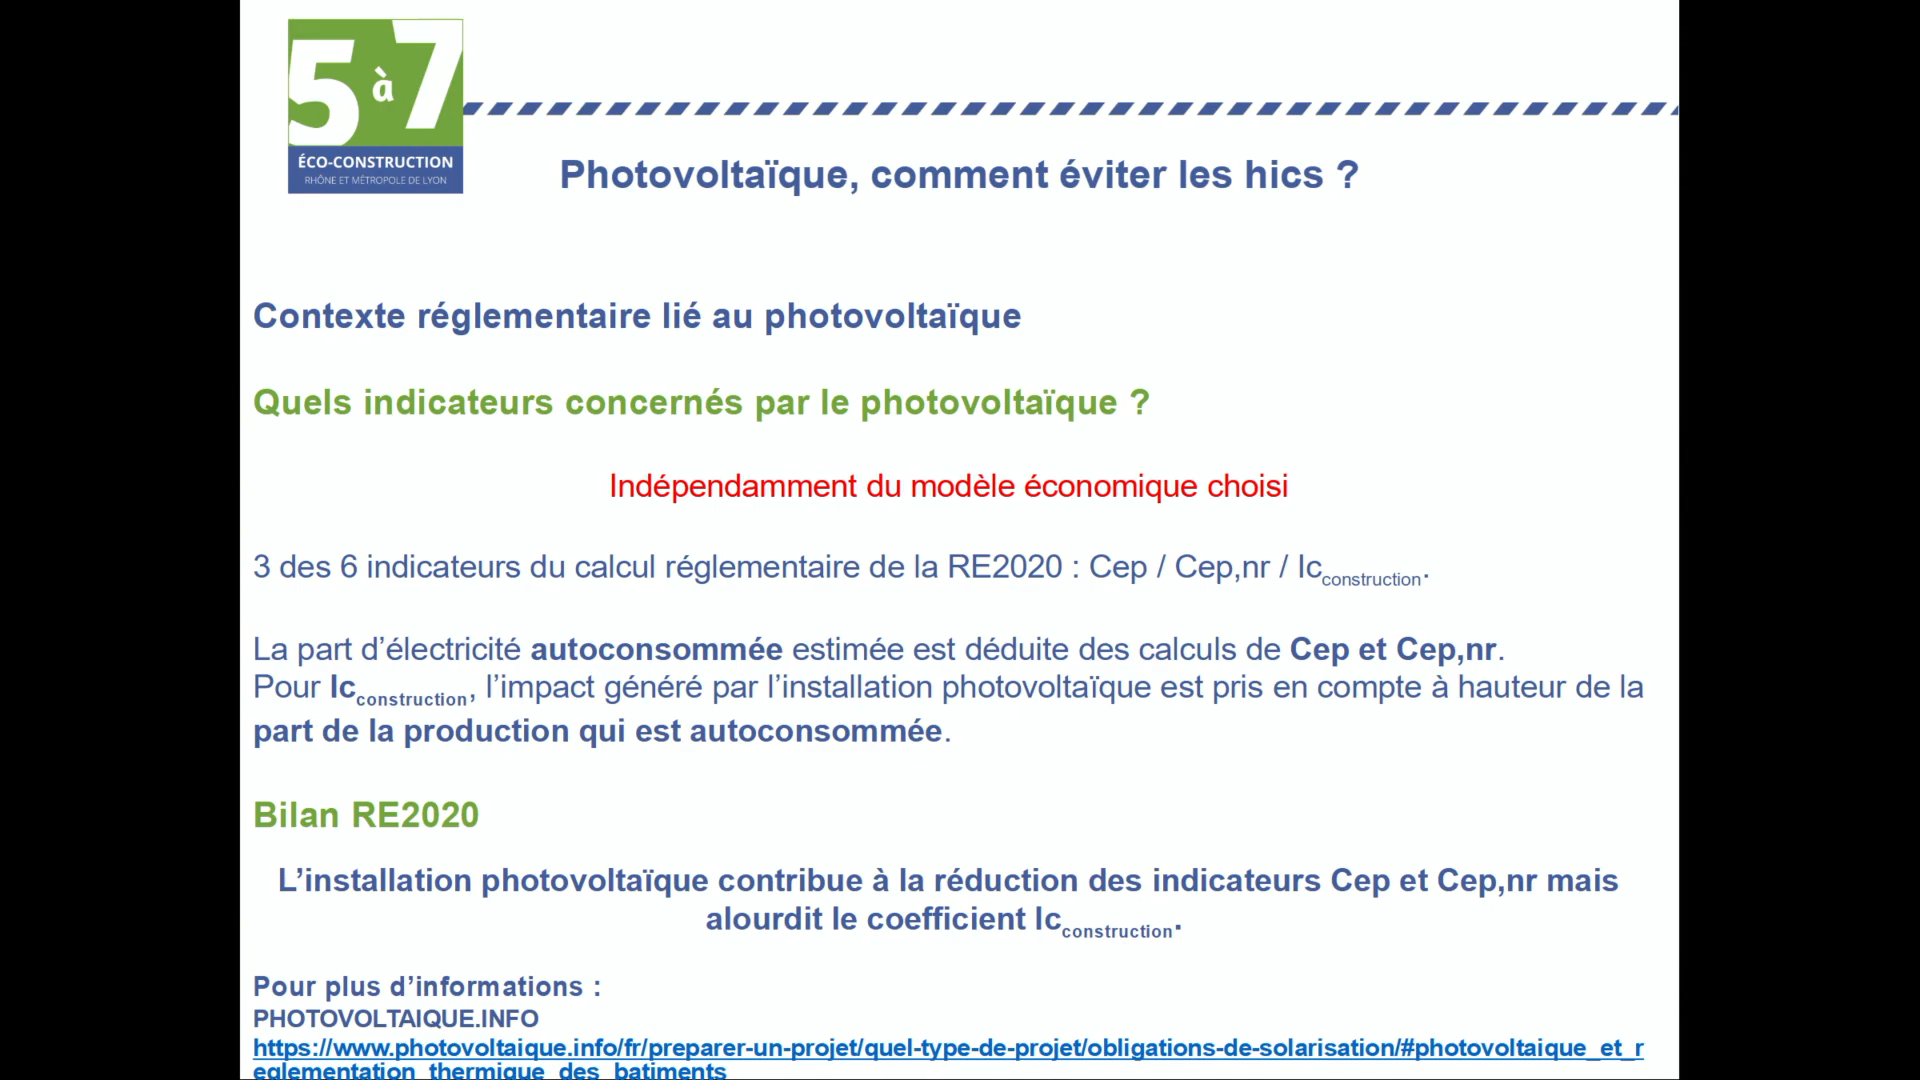 5 à 7
ÉCO-CONSTRUCTION
RHÔNE ET MÉTROPOLE DE LYON
Photovoltaïque, comment éviter les hics ?
Contexte réglementaire lié au photovoltaïque
Quels indicateurs concernés par le photovoltaïque ?
Indépendamment du modèle économique choisi
3 des 6 indicateurs du calcul réglementaire de la RE2020 : Cep / Cep,nr / Ic construction.
La part d’électricité autoconsommée estimée est déduite des calculs de Cep et Cep,nr.
Pour Ic construction, l’impact généré par l’installation photovoltaïque est pris en compte à hauteur de la
part de la production qui est autoconsommée.
Bilan RE2020
L’installation photovoltaïque contribue à la réduction des indicateurs Cep et Cep,nr mais
alourdit le coefficient Ic construction.
Pour plus d’informations :
PHOTOVOLTAIQUE.INFO
https://www.photovoltaique.info/fr/preparer-un-projet/quel-type-de-projet/obligations-de-solarisation/#photovoltaique_et_r
eglementation_thermique_des_batiments